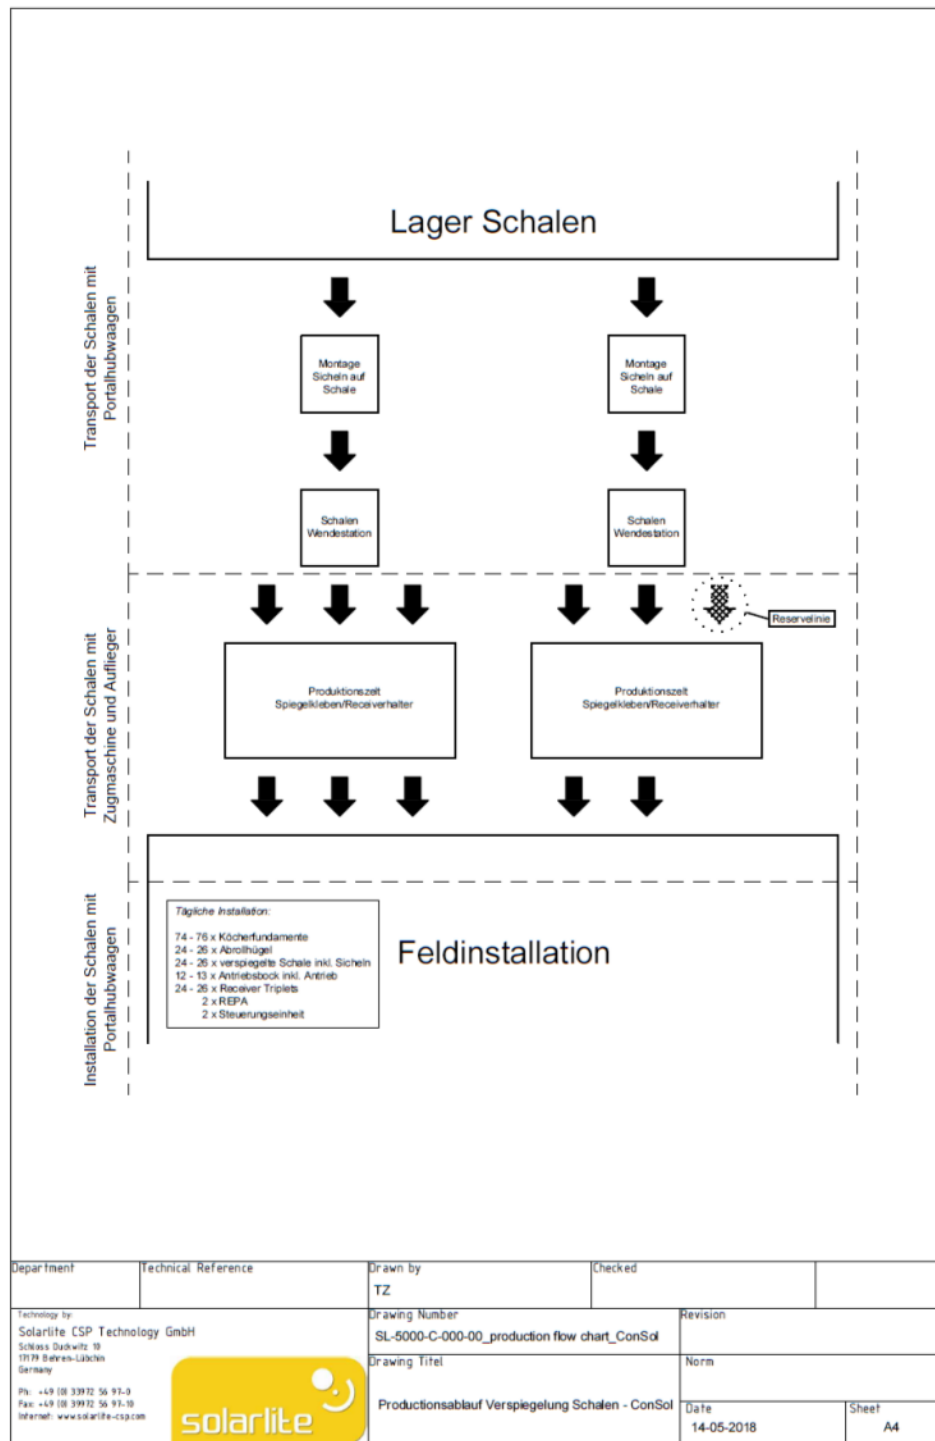 Lager Schalen
Transport der Schalen mit
Portalhubwaagen
Montage
Sicheln auf
Schale
Montage
Sicheln auf
Schale
Schalen
Wendestation
Schalen
Wendestation
Reservelinie
Transport der Schalen mit
Zugmaschine und Auflieger
Produktionszeit
Spiegelkleben/Receiverhalter
Produktionszeit
Spiegelkleben/Receiverhalter
Installation der Schalen mit
Portalhubwaagen
Tägliche Installation:
74 - 76 x Köcherfundamente
24 - 26 x Abrollhügel
24 - 26 x verspiegelte Schale inkl. Sicheln
12 - 13 x Antriebsbock inkl. Antrieb
24 - 26 x Receiver Triplets
2 x REPA
2 x Steuerungseinheit
Feldinstallation
Department
Technical Reference
Drawn by
TZ
Checked
Technology by:
Solarlite CSP Technology GmbH
Schloss Duckwitz 10
17179 Behren-Lübchin
Germany
Ph: +49 (0) 33972 56 97-0
Fax: +49 (0) 33972 56 97-10
Internet: www.solarlite-csp.com
solarlite
Drawing Number
SL-5000-C-000-00_production flow chart_ConSol
Revision
Drawing Titel
Productionsablauf Verspiegelung Schalen - ConSol
Norm
Date
14-05-2018
Sheet
A4